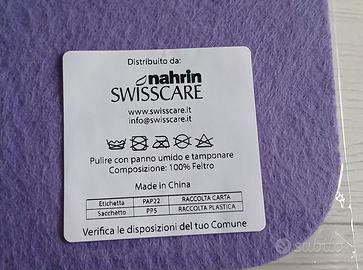 Distribuito da:
nahrin
SWISSCARE
www.swisscare.it
info@swisscare.it
Pulire con panno umido e tamponare
Composizione: 100% Feltro
Made in China
Etichetta PAP22 RACCOLTA CARTA
Sacchetto PP5 RACCOLTA PLASTICA
Verifica le disposizioni del tuo Comune
subito